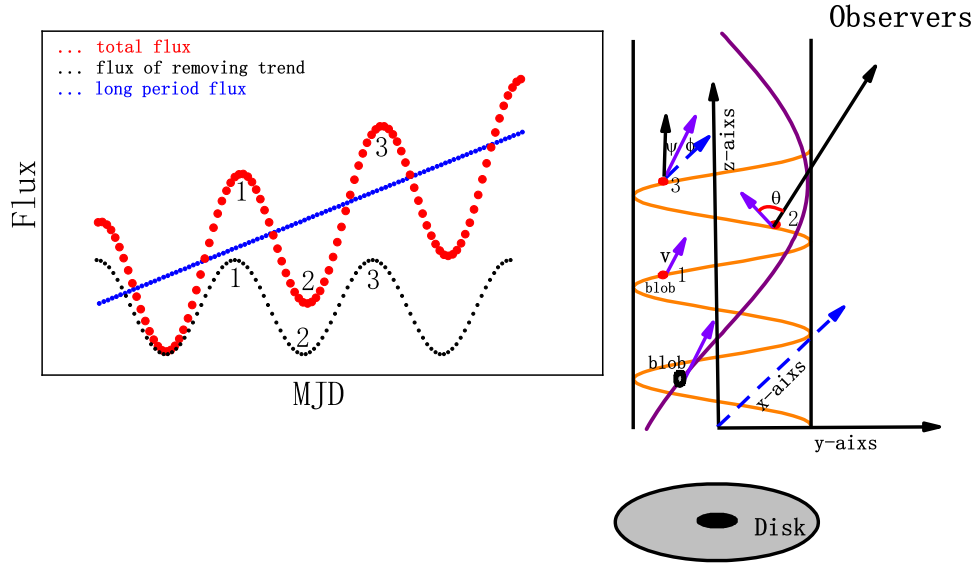 ... total flux
... flux of removing trend
... long period flux
Flux
MJD
1
2
3
1
2
3
Observers
z-aixs
ψ
ϕ
3
θ
2
v
1
blob
blob
0
x-aixs
y-aixs
Disk